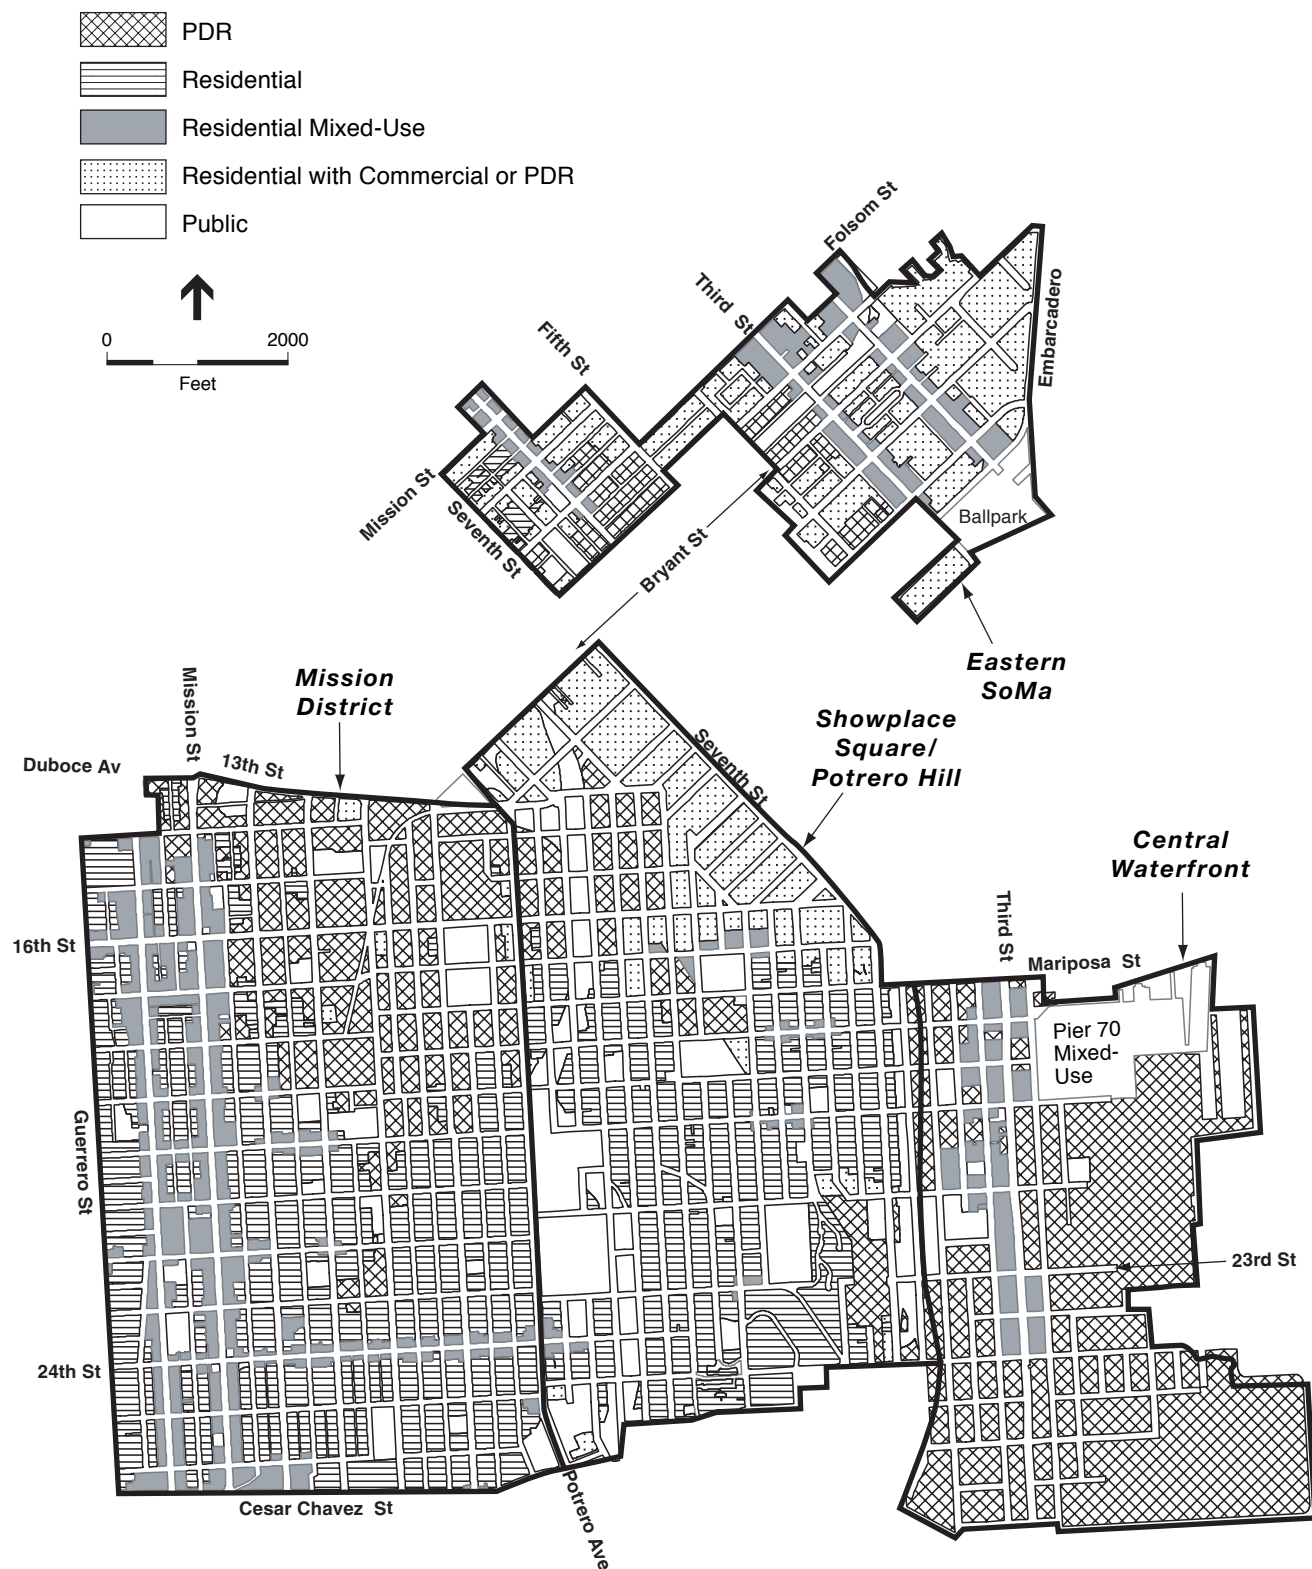 PDR
Residential
Residential Mixed-Use
Residential with Commercial or PDR
Public
0
2000
Feet
Folsom St
Third St
Embarcadero
Fifth St
Mission St
Seventh St
Ballpark
Bryant St
Eastern
SoMa
Mission
District
Mission St
Duboce Av
13th St
Seventh St
Showplace
Square/
Potrero Hill
Central
Waterfront
Third St
16th St
Mariposa St
Pier 70
Mixed-
Use
Guerrero St
23rd St
24th St
Cesar Chavez St
Potrero Ave